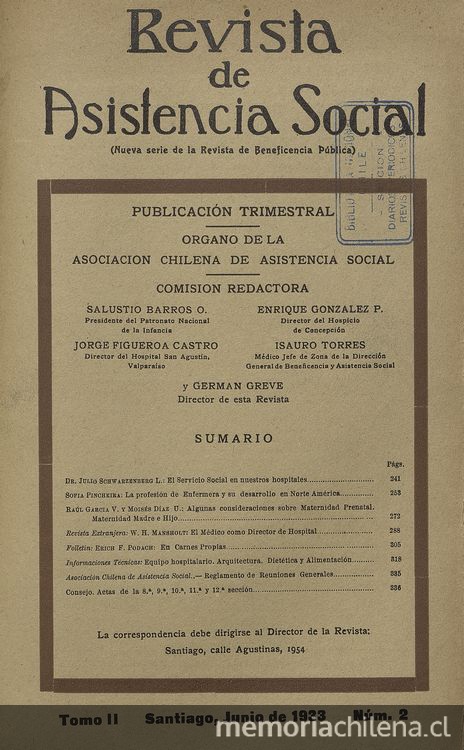 Revista
de
Asistencia Social
(Nueva serie de la Revista de Beneficencia Pública)
PUBLICACIÓN TRIMESTRAL
ORGANO DE LA
ASOCIACION CHILENA DE ASISTENCIA SOCIAL
COMISION REDACTORA
SALUSTIO BARROS O.
Presidente del Patronato Nacional
de la Infancia
ENRIQUE GONZALEZ P.
Director del Hospicio
de Concepción
JORGE FIGUEROA CASTRO
Director del Hospital San Agustín,
Valparaíso
ISAURO TORRES
Médico Jefe de Zona de la Dirección
General de Beneficencia y Asistencia Social
y GERMAN GREVE
Director de esta Revista
SUMARIO
Págs.
DR. JULIO SCHWARZENBERG L.: El Servicio Social en nuestros hospitales 241
SOFIA PINCHEIRA: La profesión de Enfermera y su desarrollo en Norte América 253
RAÚL GARCIA V. Y MOISÉS DÍAZ U.: Algunas consideraciones sobre Maternidad Prenatal.
Maternidad Madre e Hijo 272
Revista Extranjera: W. H. MANSHOLT: El Médico como Director de Hospital 288
Folletin: ERICH F. PODACH: En Carnes Propias 305
Informaciones Técnicas: Equipo hospitalario. Arquitectura. Dietética y Alimentación 318
Asociación Chilena de Asistencia Social.— Reglamento de Reuniones Generales 335
Consejo. Actas de la 8.ª, 9.ª, 10.ª, 11.ª y 12.ª sección 336
La correspondencia debe dirigirse al Director de la Revista:
Santiago, calle Agustinas, 1954
Tomo II Santiago, Junio de 1933 Núm. 2
memoriachilena.cl
CHILE
SECCION